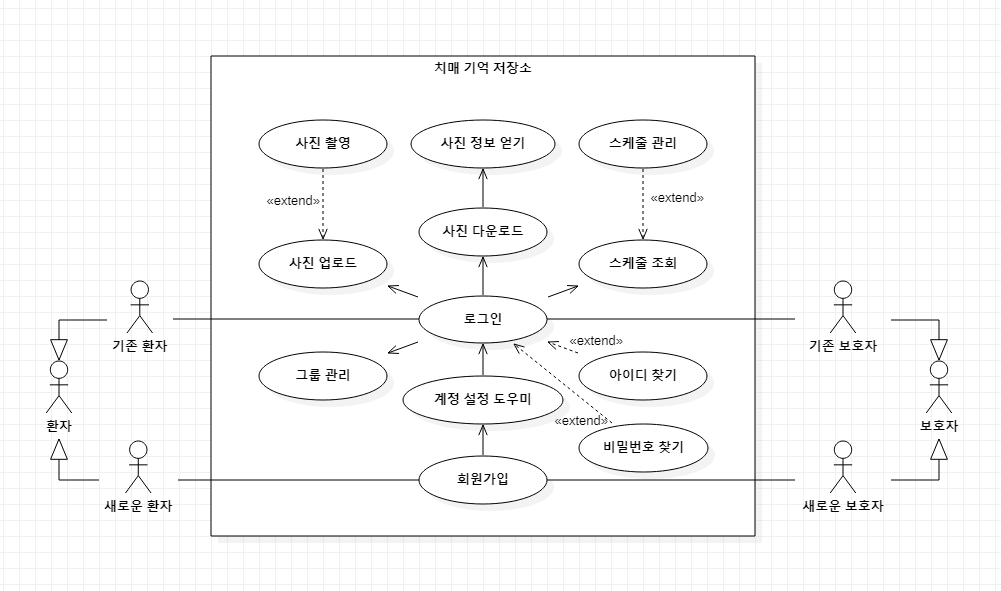 치매 기억 저장소
사진 촬영
사진 정보 얻기
스케줄 관리
«extend»
«extend»
사진 다운로드
사진 업로드
스케줄 조회
로그인
기존 환자
기존 보호자
«extend»
그룹 관리
아이디 찾기
계정 설정 도우미
환자
보호자
«extend»
비밀번호 찾기
회원가입
새로운 환자
새로운 보호자